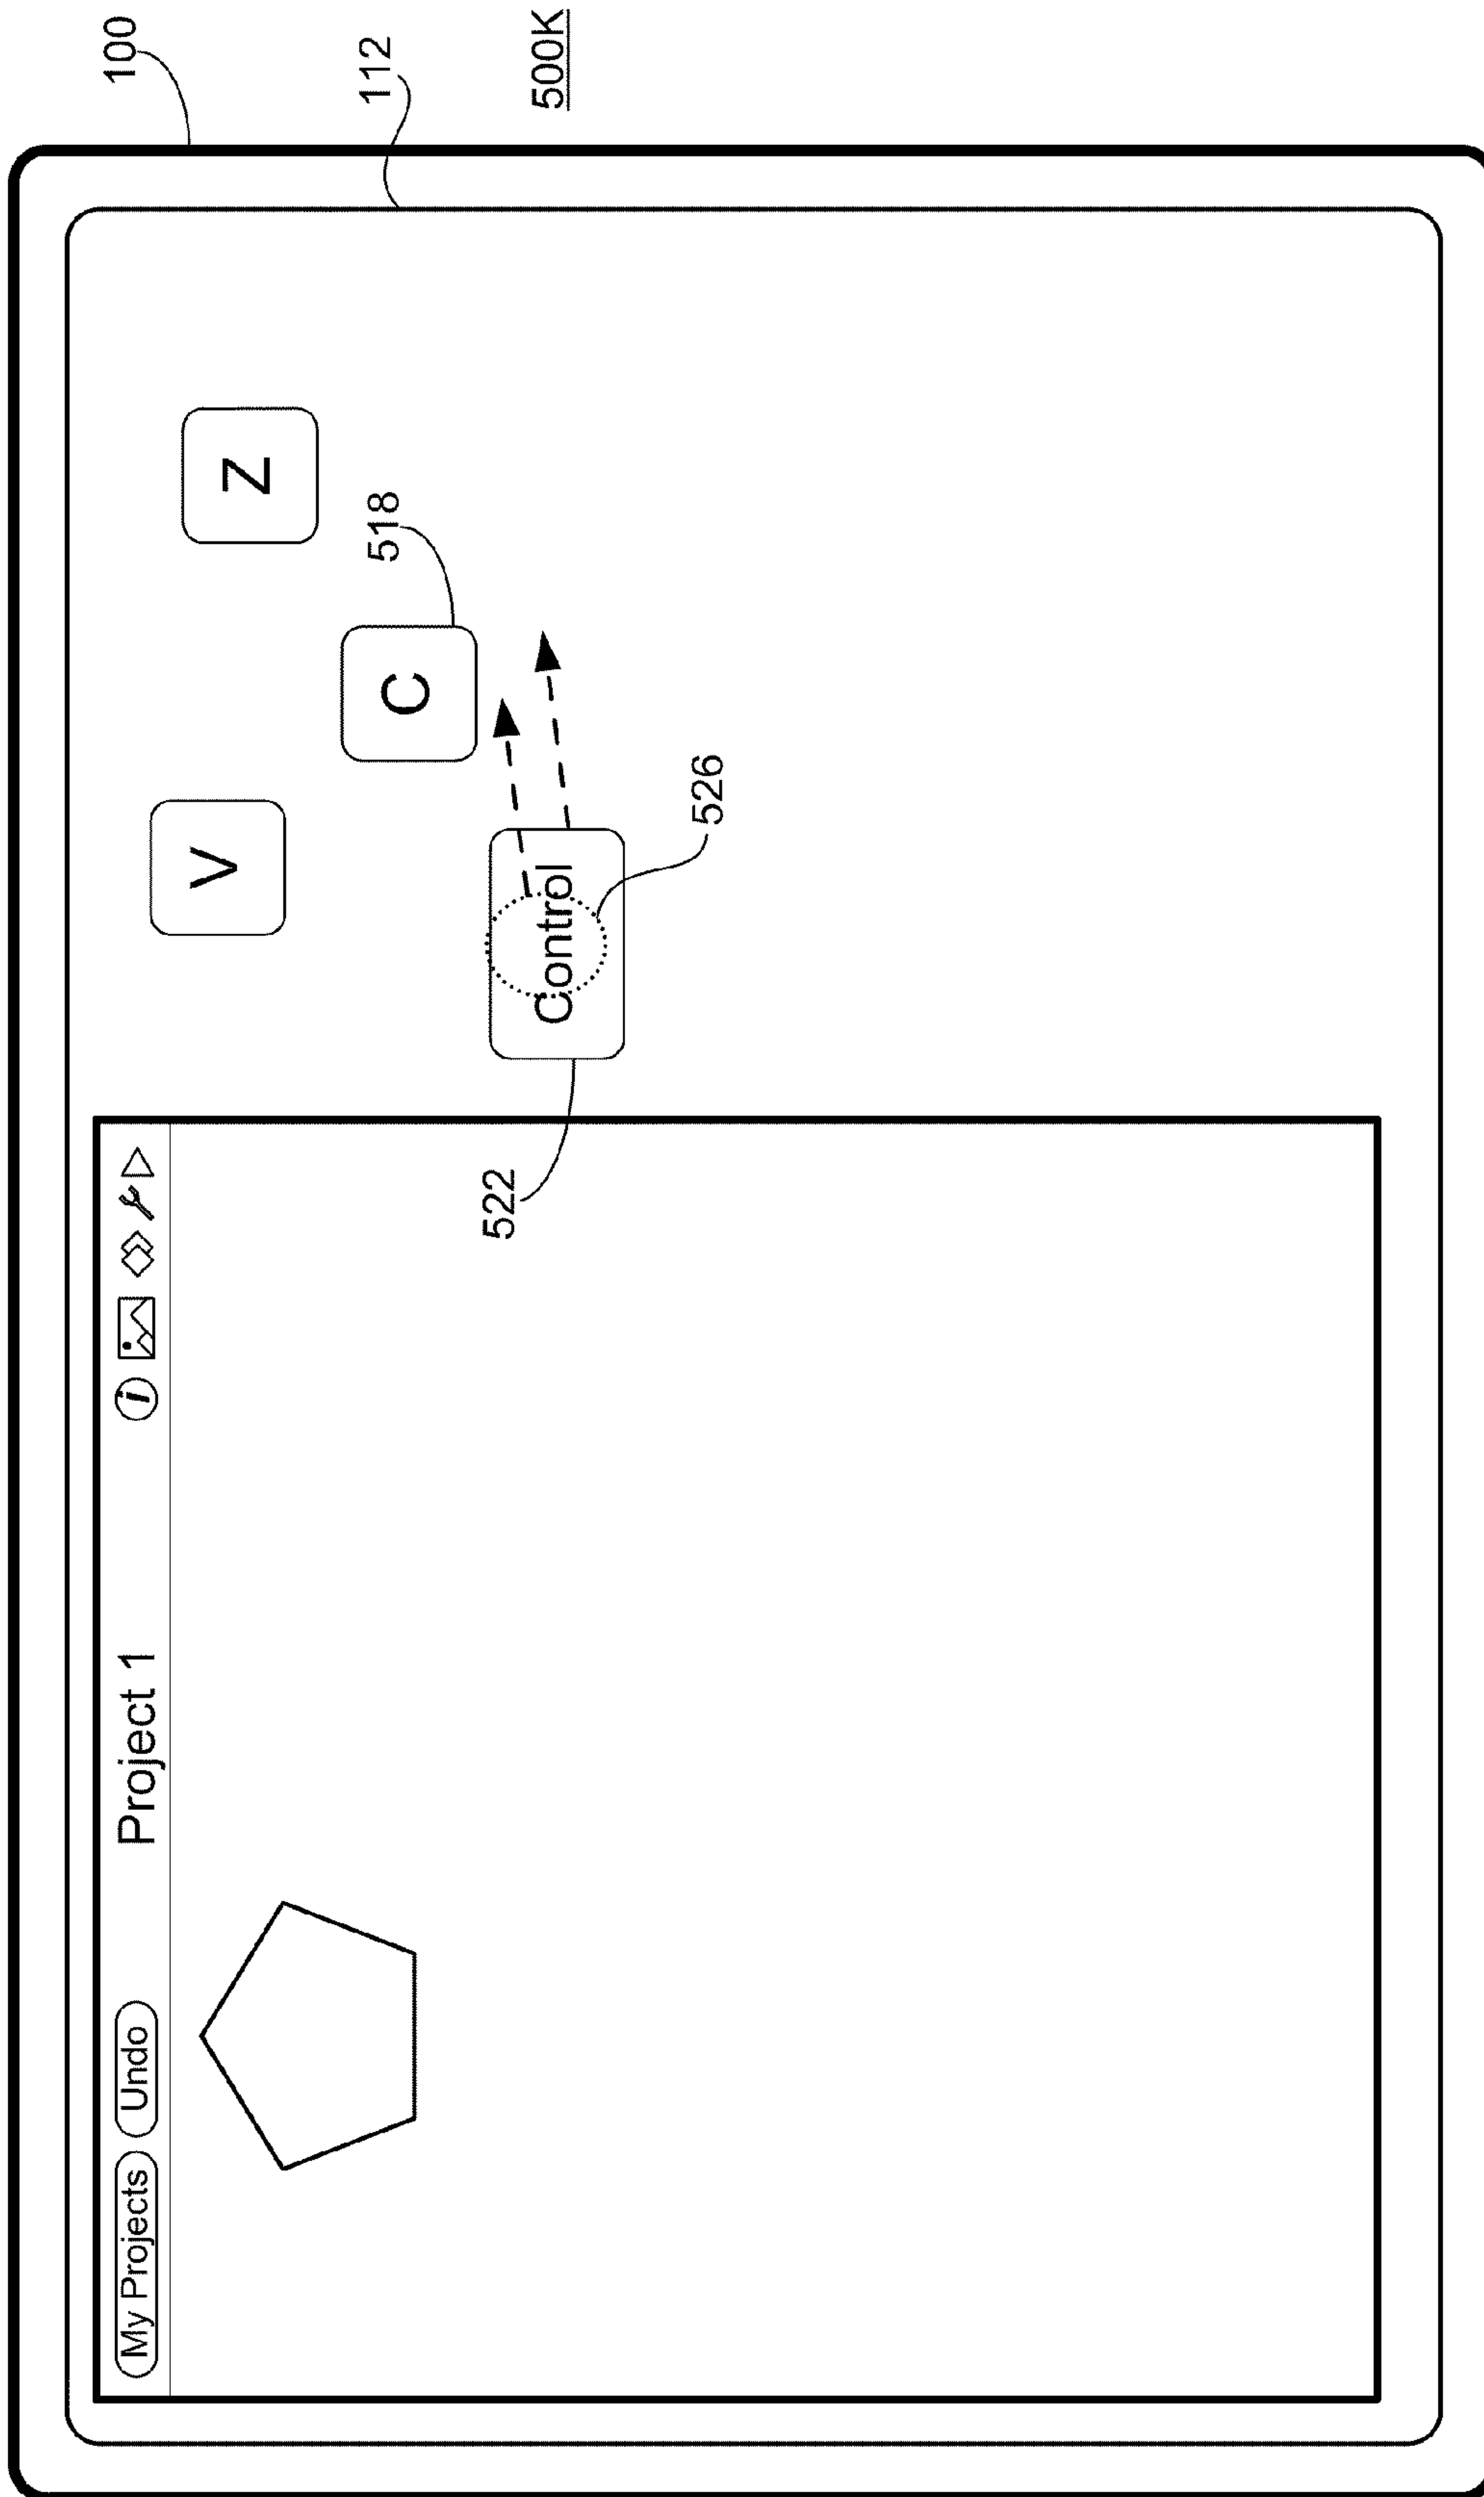 100
112
500K
My Projects Undo Project 1 i
V
Z
C
518
Control
522
526